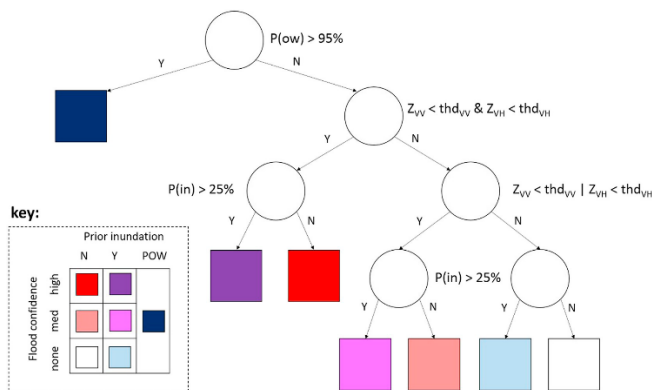 P(ow) > 95%
Y
N
Z_VV < thd_VV & Z_VH < thd_VH
Y
N
P(in) > 25%
Z_VV < thd_VV | Z_VH < thd_VH
Y
N
Y
N
P(in) > 25%
Y
N
Y
N
key:
Prior inundation
N
Y
POW
Flood confidence
high
med
none